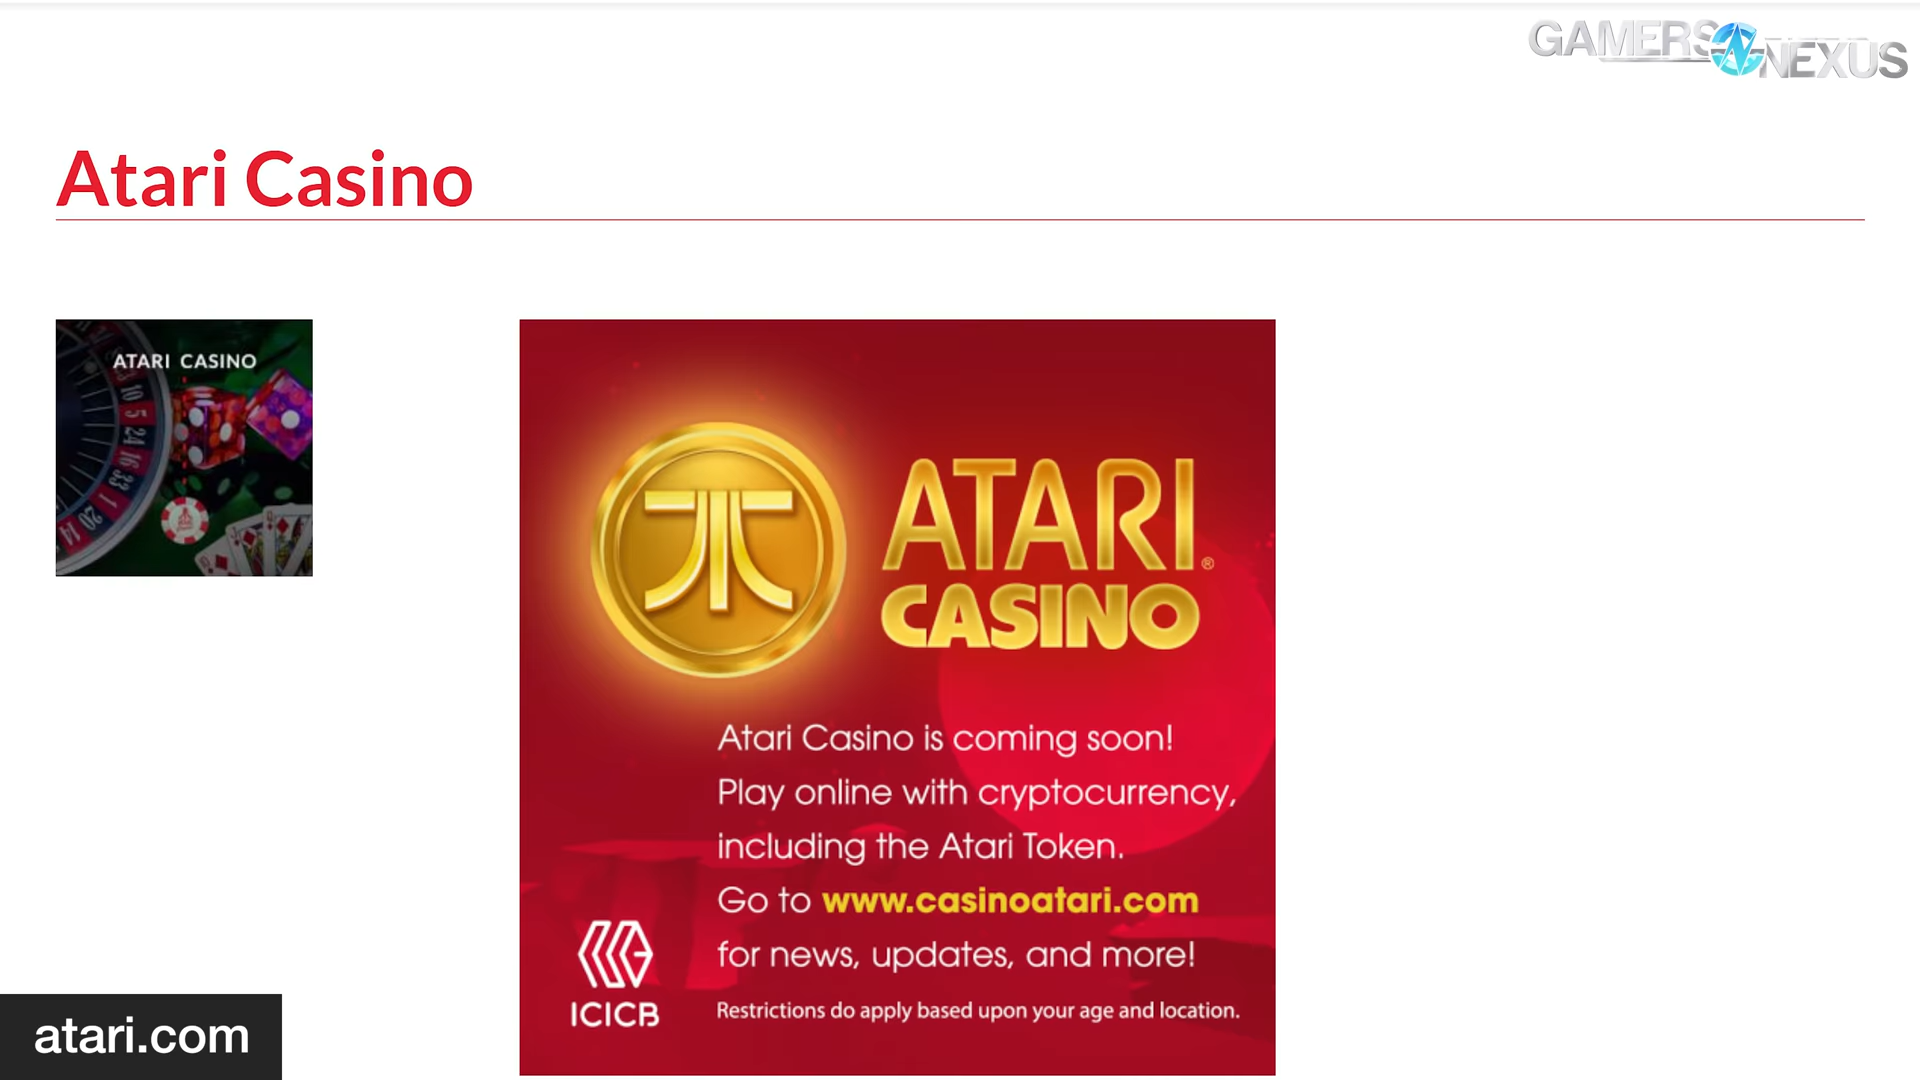 GAMERS NEXUS
Atari Casino
ATARI CASINO
ATARI®
CASINO
Atari Casino is coming soon!
Play online with cryptocurrency,
including the Atari Token.
Go to www.casinoatari.com
for news, updates, and more!
ICICB
Restrictions do apply based upon your age and location.
atari.com